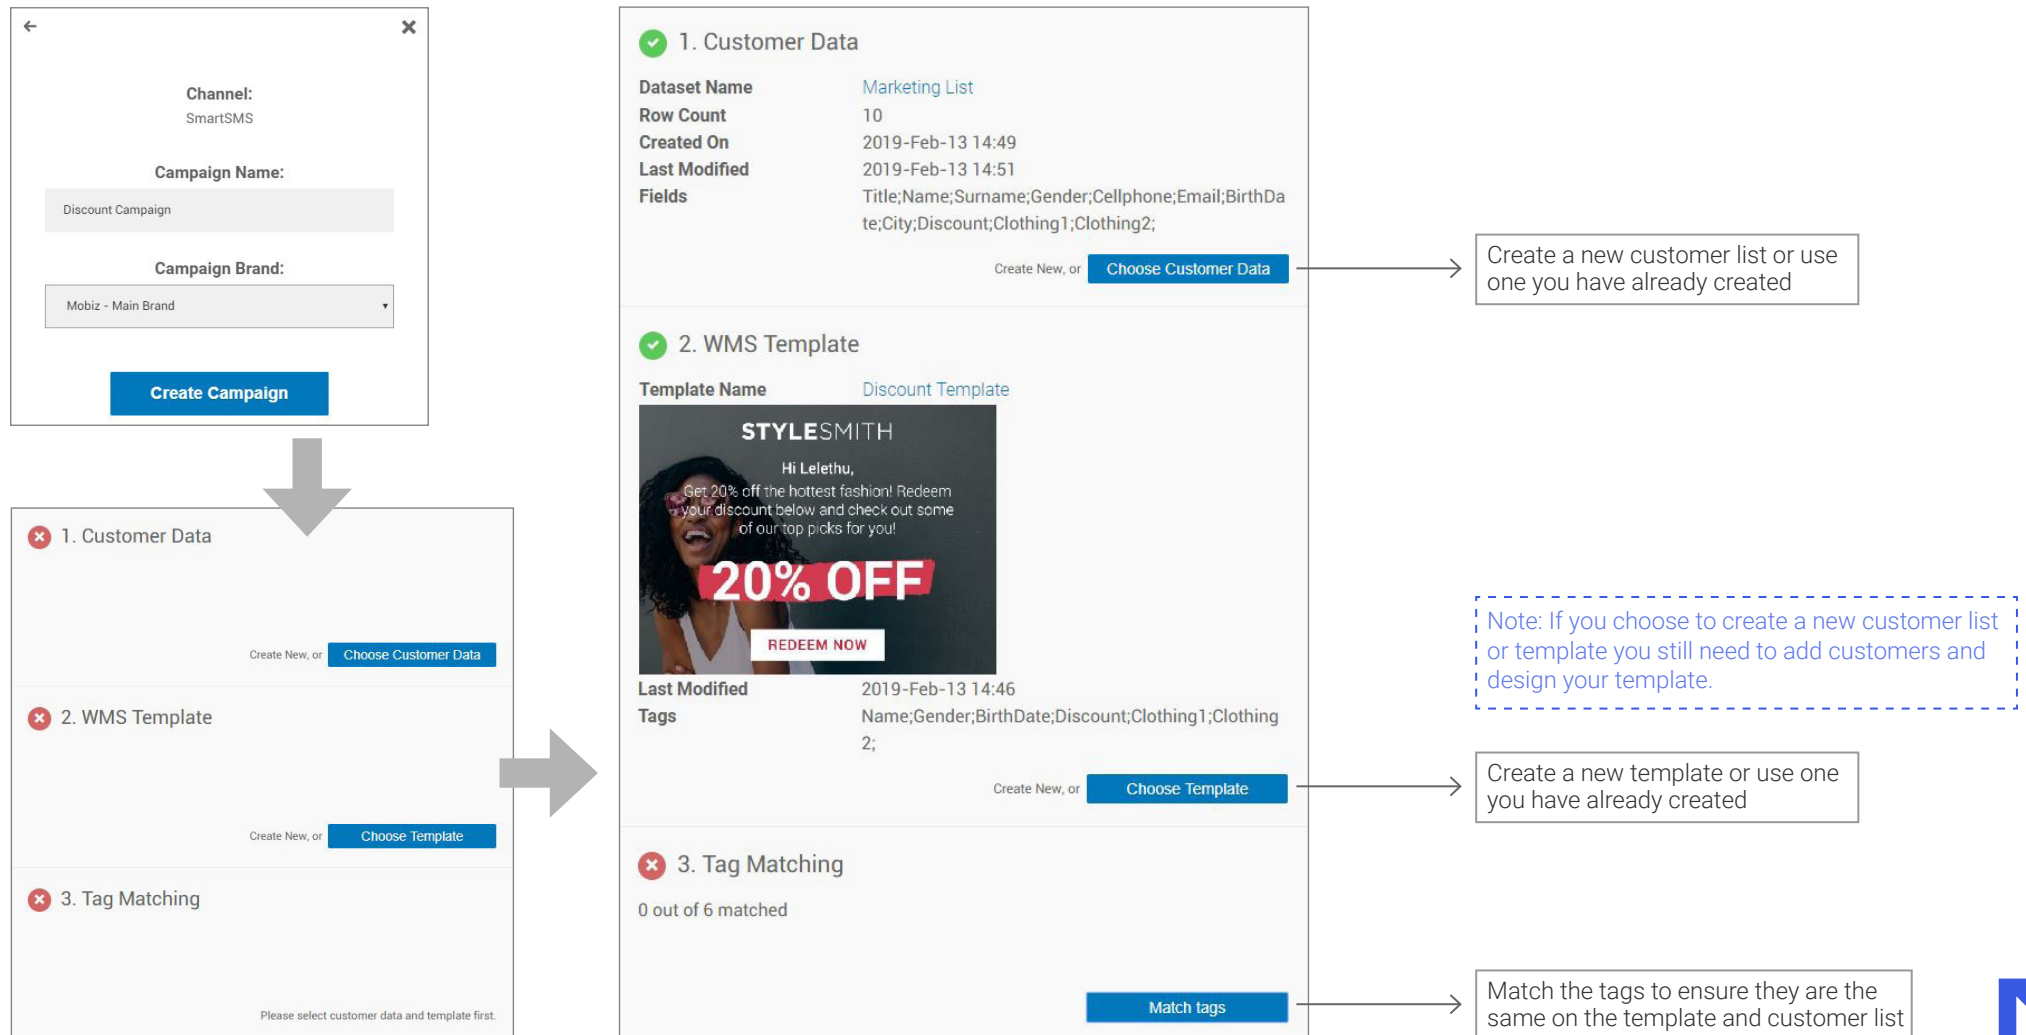 Channel:
SmartSMS
Campaign Name:
Discount Campaign
Campaign Brand:
Mobiz - Main Brand
Create Campaign
1. Customer Data
Create New, or Choose Customer Data
2. WMS Template
Create New, or Choose Template
3. Tag Matching
Please select customer data and template first.
1. Customer Data
Dataset Name Marketing List
Row Count 10
Created On 2019-Feb-13 14:49
Last Modified 2019-Feb-13 14:51
Fields Title;Name;Surname;Gender;Cellphone;Email;BirthDa
te;City;Discount;Clothing1;Clothing2;
Create New, or Choose Customer Data
2. WMS Template
Template Name Discount Template
STYLESMITH
Hi Lelethu,
Get 20% off the hottest fashion! Redeem
your discount below and check out some
of our top picks for you!
20% OFF
REDEEM NOW
Last Modified 2019-Feb-13 14:46
Tags Name;Gender;BirthDate;Discount;Clothing1;Clothing
2;
Create New, or Choose Template
3. Tag Matching
0 out of 6 matched
Match tags
Create a new customer list or use
one you have already created
Note: If you choose to create a new customer list
or template you still need to add customers and
design your template.
Create a new template or use one
you have already created
Match the tags to ensure they are the
same on the template and customer list